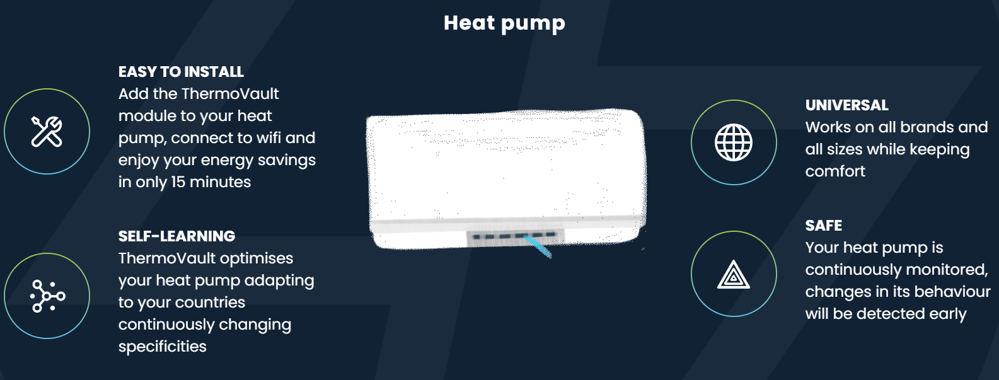 Heat pump
EASY TO INSTALL
Add the ThermoVault
module to your heat
pump, connect to wifi and
enjoy your energy savings
in only 15 minutes
SELF-LEARNING
ThermoVault optimises
your heat pump adapting
to your countries
continuously changing
specificities
UNIVERSAL
Works on all brands and
all sizes while keeping
comfort
SAFE
Your heat pump is
continuously monitored,
changes in its behaviour
will be detected early